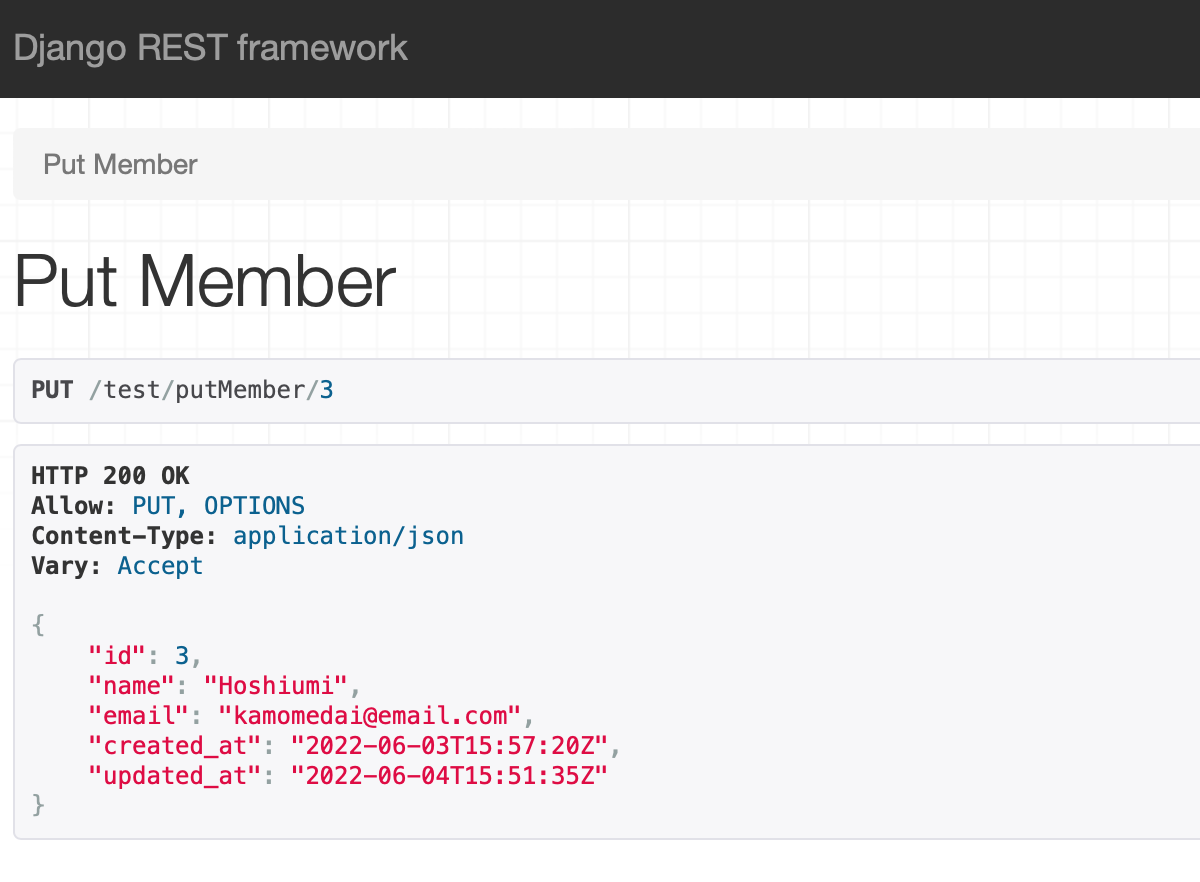 Django REST framework
Put Member
Put Member
PUT /test/putMember/3
HTTP 200 OK
Allow: PUT, OPTIONS
Content-Type: application/json
Vary: Accept
{
    "id": 3,
    "name": "Hoshiumi",
    "email": "kamomedai@email.com",
    "created_at": "2022-06-03T15:57:20Z",
    "updated_at": "2022-06-04T15:51:35Z"
}